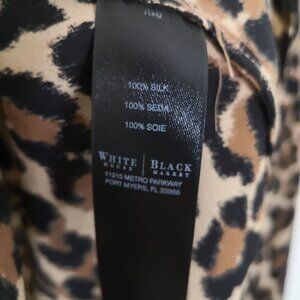 100% SILK
100% SEDA
100% SOIE
WHITE HOUSE | BLACK MARKET
11215 METRO PARKWAY
FORT MYERS, FL 33966